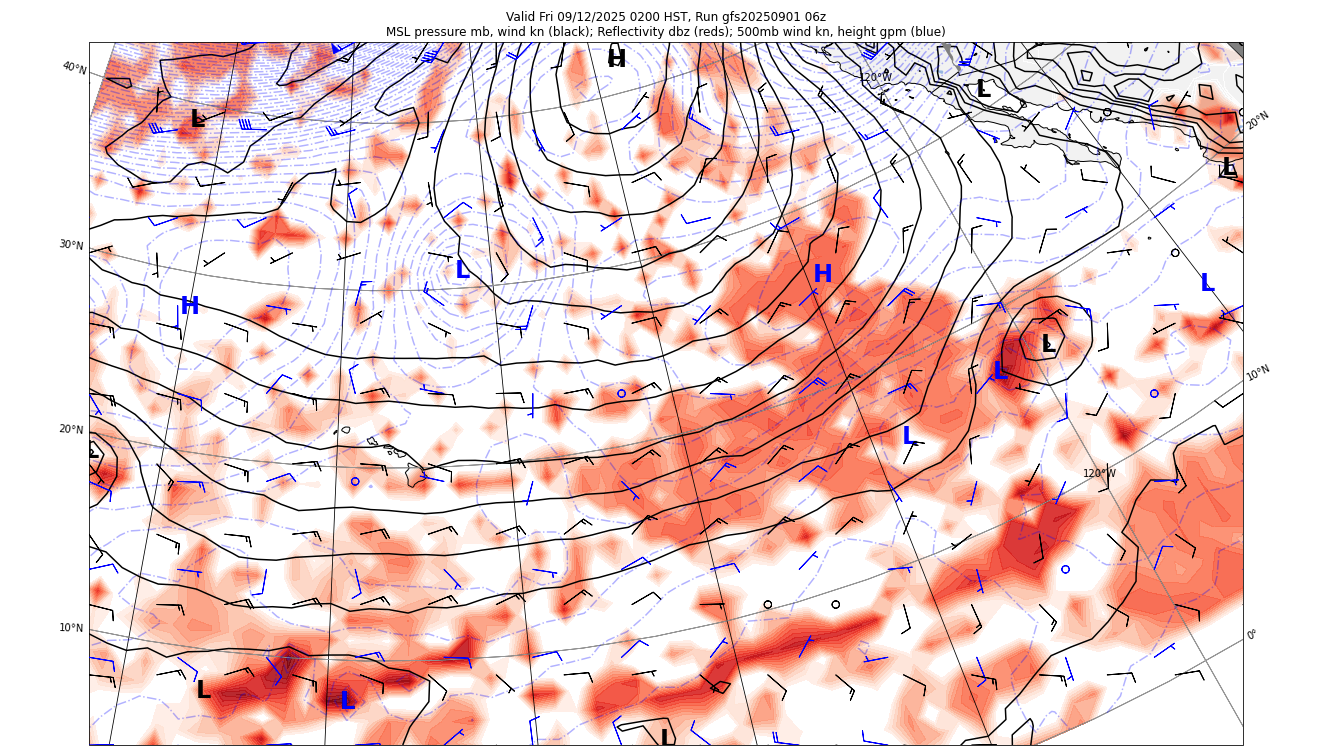 Valid Fri 09/12/2025 0200 HST, Run gfs20250901 06z
MSL pressure mb, wind kn (black); Reflectivity dbz (reds); 500mb wind kn, height gpm (blue)
40°N
H
120°W
L
L
20°N
L
30°N
L
H
L
H
L
L
10°N
20°N
L
120°W
10°N
0°
L
L
L